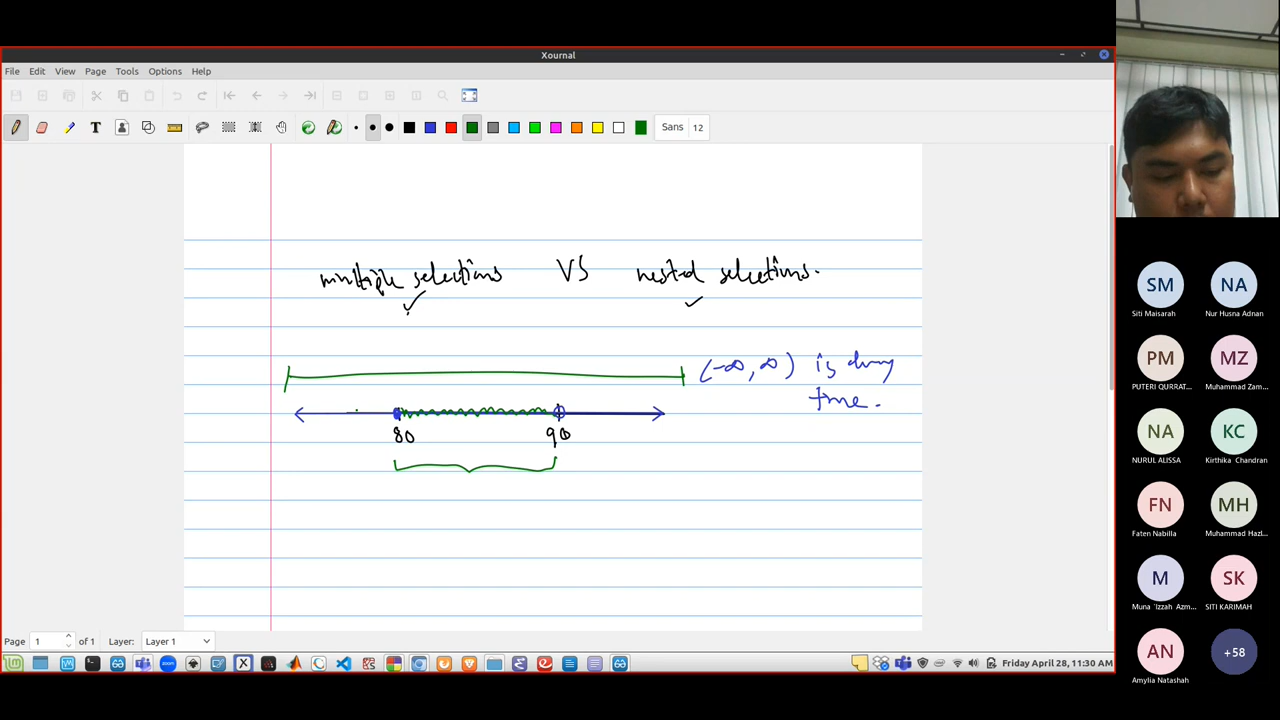 Xournal
File Edit View Page Tools Options Help
Sans 12
multiple selections VS nested selections.
(-∞, ∞) is
true.
80 90
Page 1 of 1 Layer: Layer 1
Friday April 28, 11:30 AM
SM NA
Siti Maisarah Nur Husna Adnan
PM MZ
PUTERI QURRAT... Muhammad Zam...
NA KC
NURUL ALISSA Kirthika Chandran
FN MH
Faten Nabilla Muhammad Hazl...
M SK
Muna 'Izzah Azm... SITI KARIMAH
AN +58
Amylia Natashah